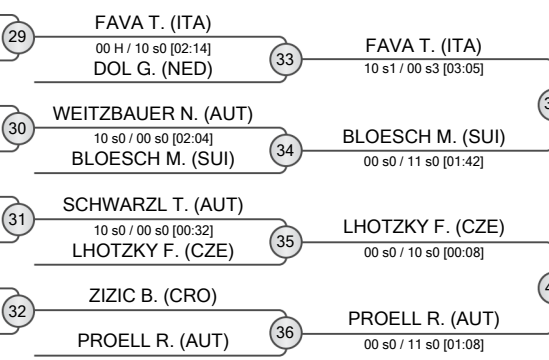 29
FAVA T. (ITA)
00 H / 10 s0 [02:14]
DOL G. (NED)
33
FAVA T. (ITA)
10 s1 / 00 s3 [03:05]
30
WEITZBAUER N. (AUT)
10 s0 / 00 s0 [02:04]
BLOESCH M. (SUI)
34
BLOESCH M. (SUI)
00 s0 / 11 s0 [01:42]
31
SCHWARZL T. (AUT)
10 s0 / 00 s0 [00:32]
LHOTZKY F. (CZE)
35
LHOTZKY F. (CZE)
00 s0 / 10 s0 [00:08]
32
ZIZIC B. (CRO)
PROELL R. (AUT)
36
PROELL R. (AUT)
00 s0 / 11 s0 [01:08]